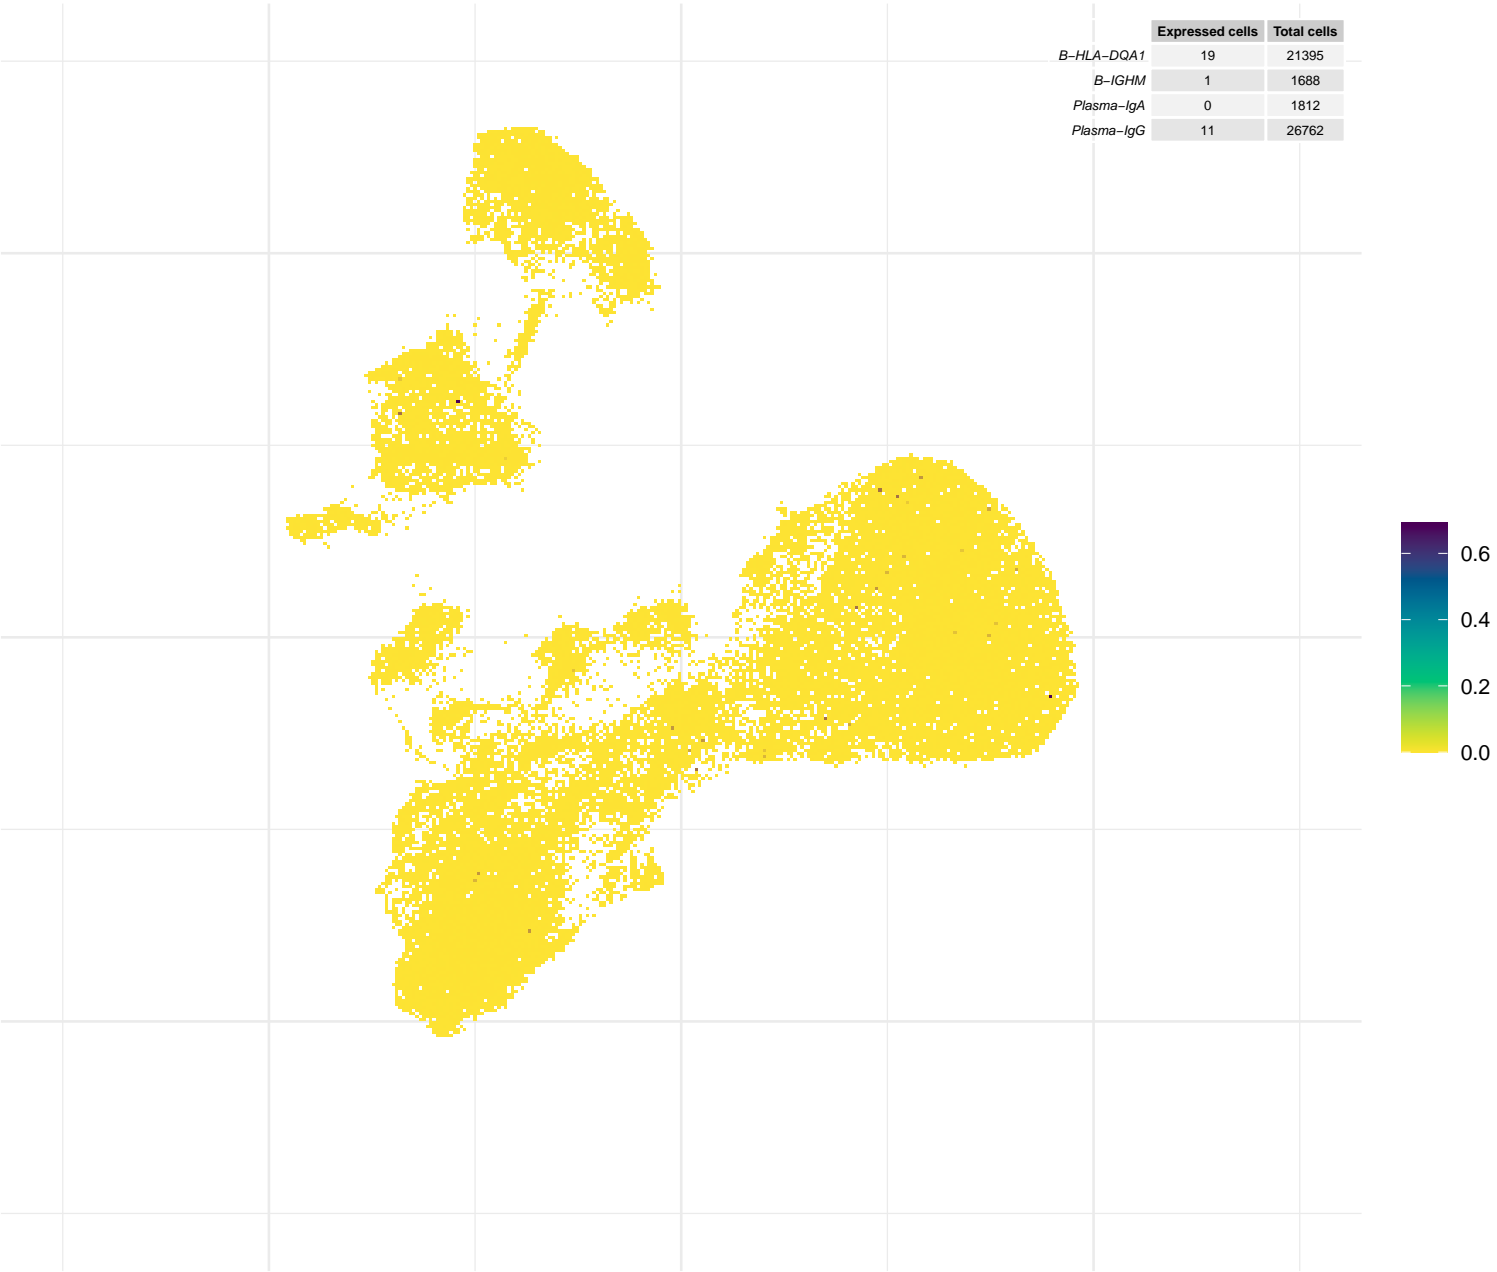 Expressed cells Total cells
B−HLA−DQA1 19 21395
B−IGHM 1 1688
Plasma−IgA 0 1812
Plasma−IgG 11 26762
0.6
0.4
0.2
0.0